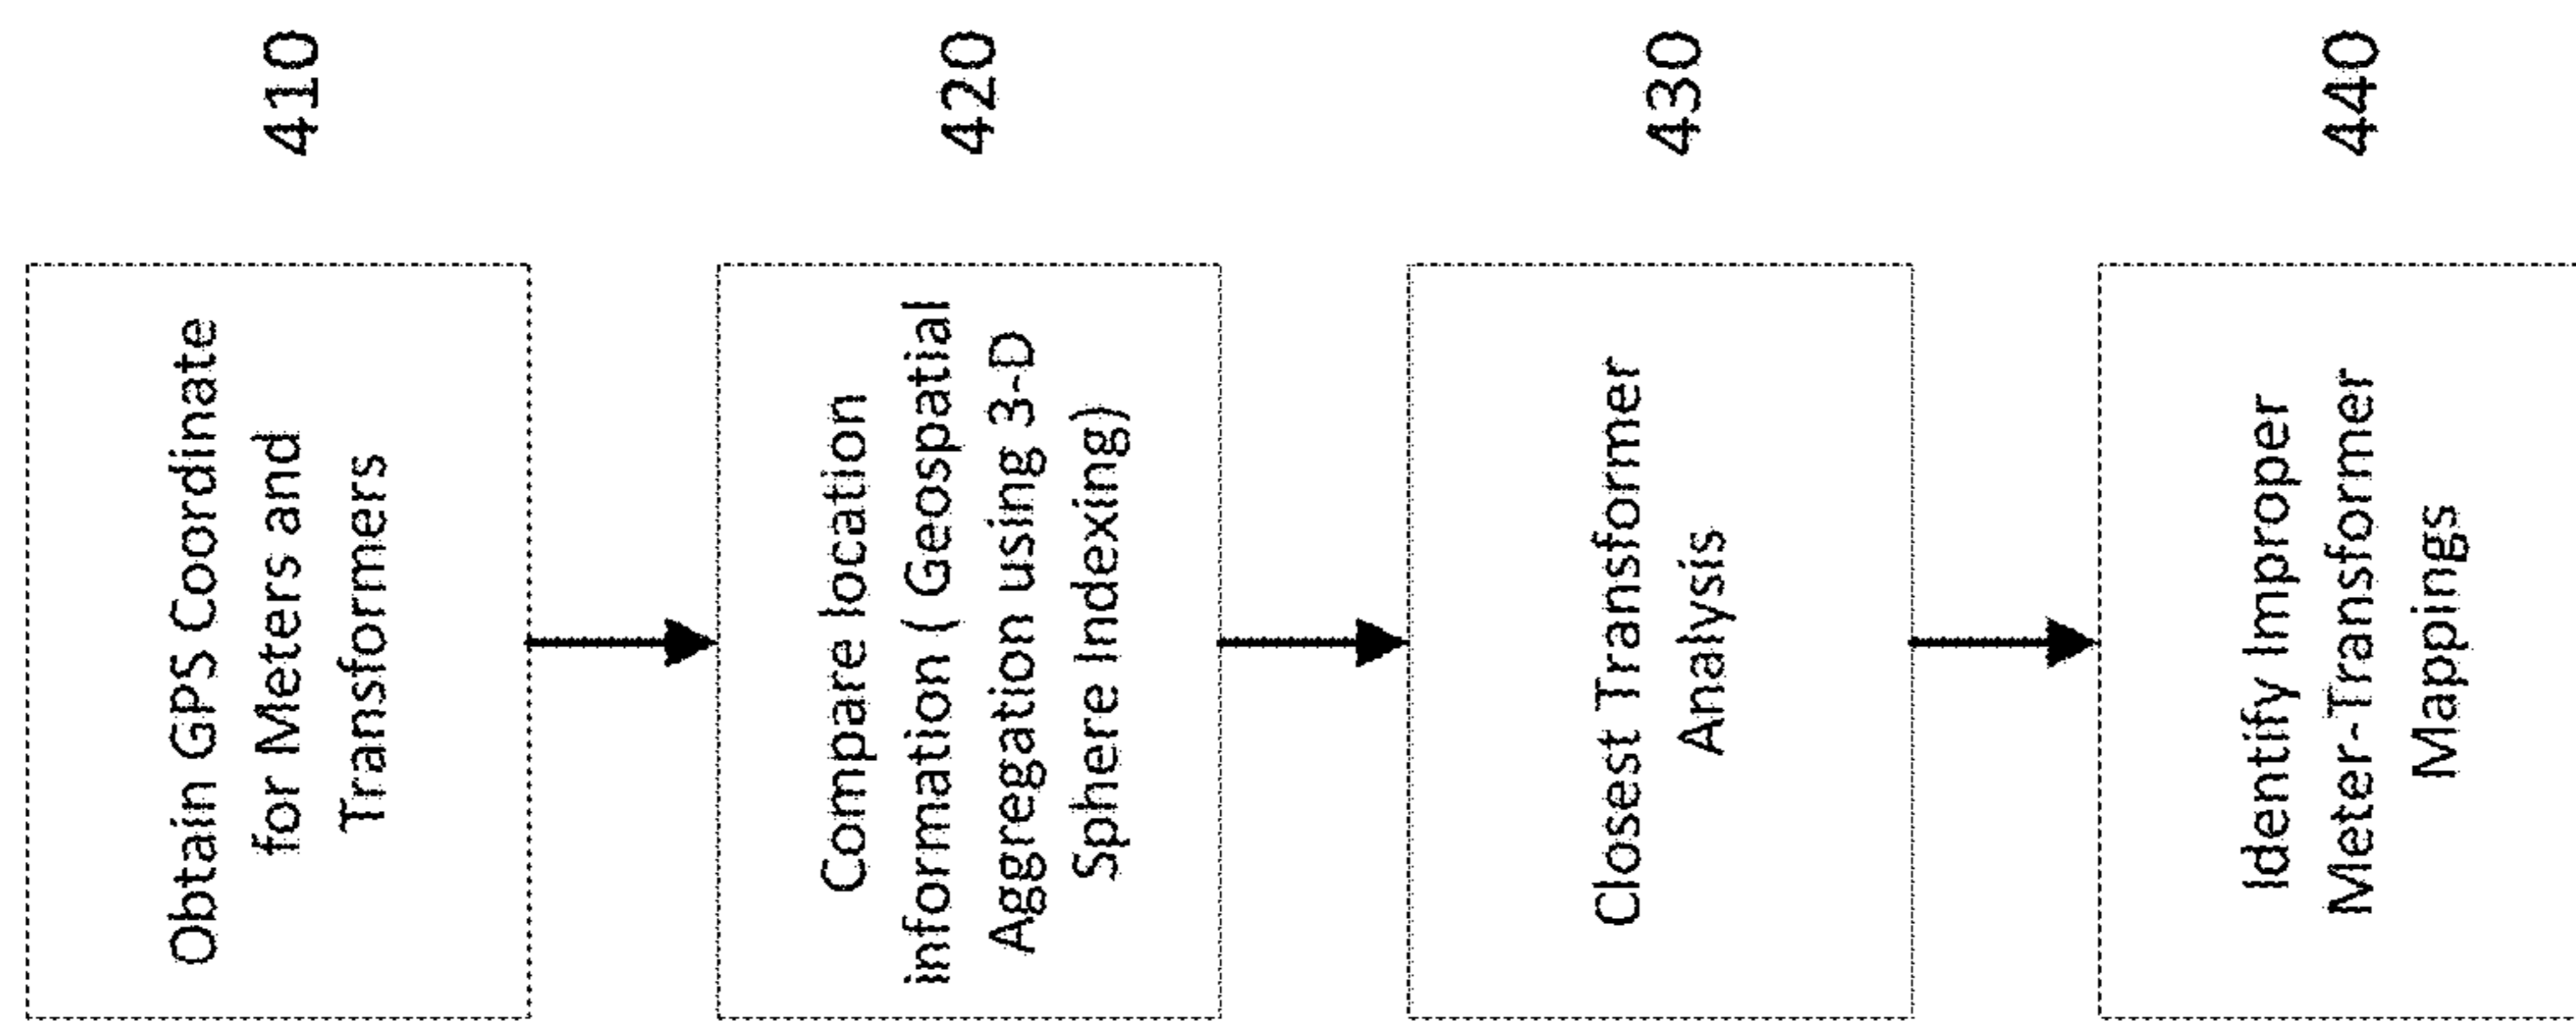 Obtain GPS Coordinate
for Meters and
Transformers
410
Compare location
information ( Geospatial
Aggregation using 3-D
Sphere Indexing)
420
Closest Transformer
Analysis
430
Identify Improper
Meter-Transformer
Mappings
440